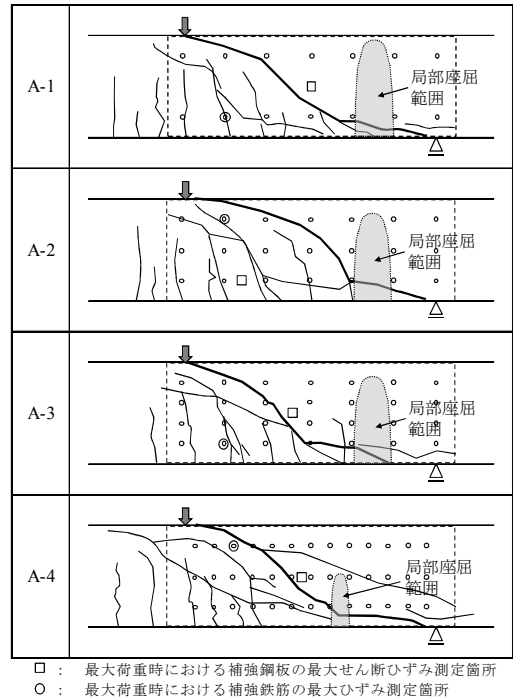 A-1
局部座屈
範囲
A-2
局部座屈
範囲
A-3
局部座屈
範囲
A-4
局部座屈
範囲
□ : 最大荷重時における補強鋼板の最大せん断ひずみ測定箇所
○ : 最大荷重時における補強鉄筋の最大ひずみ測定箇所